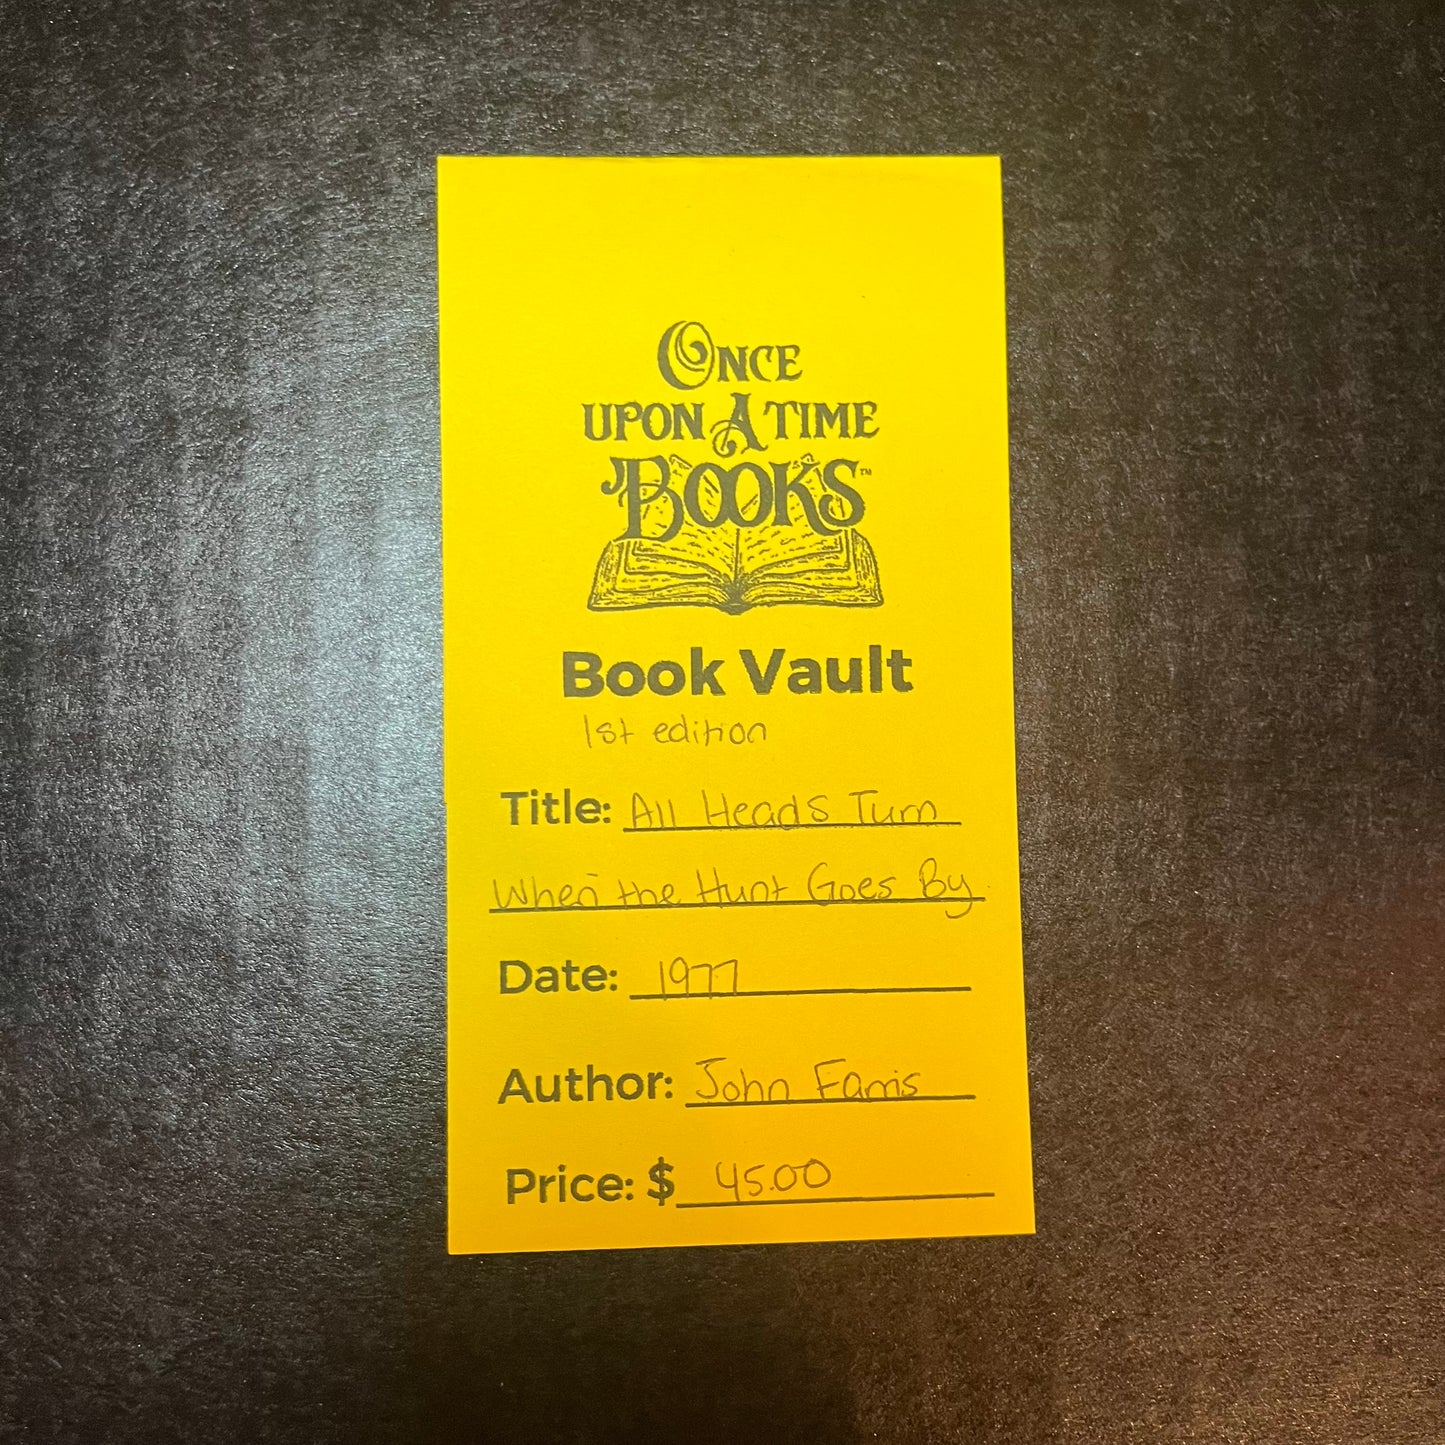 ONCE
UPON A TIME
BOOKS™
Book Vault
1st edition
Title: All Heads Turn
When the Hunt Goes By
Date: 1977
Author: John Farris
Price: $ 45.00